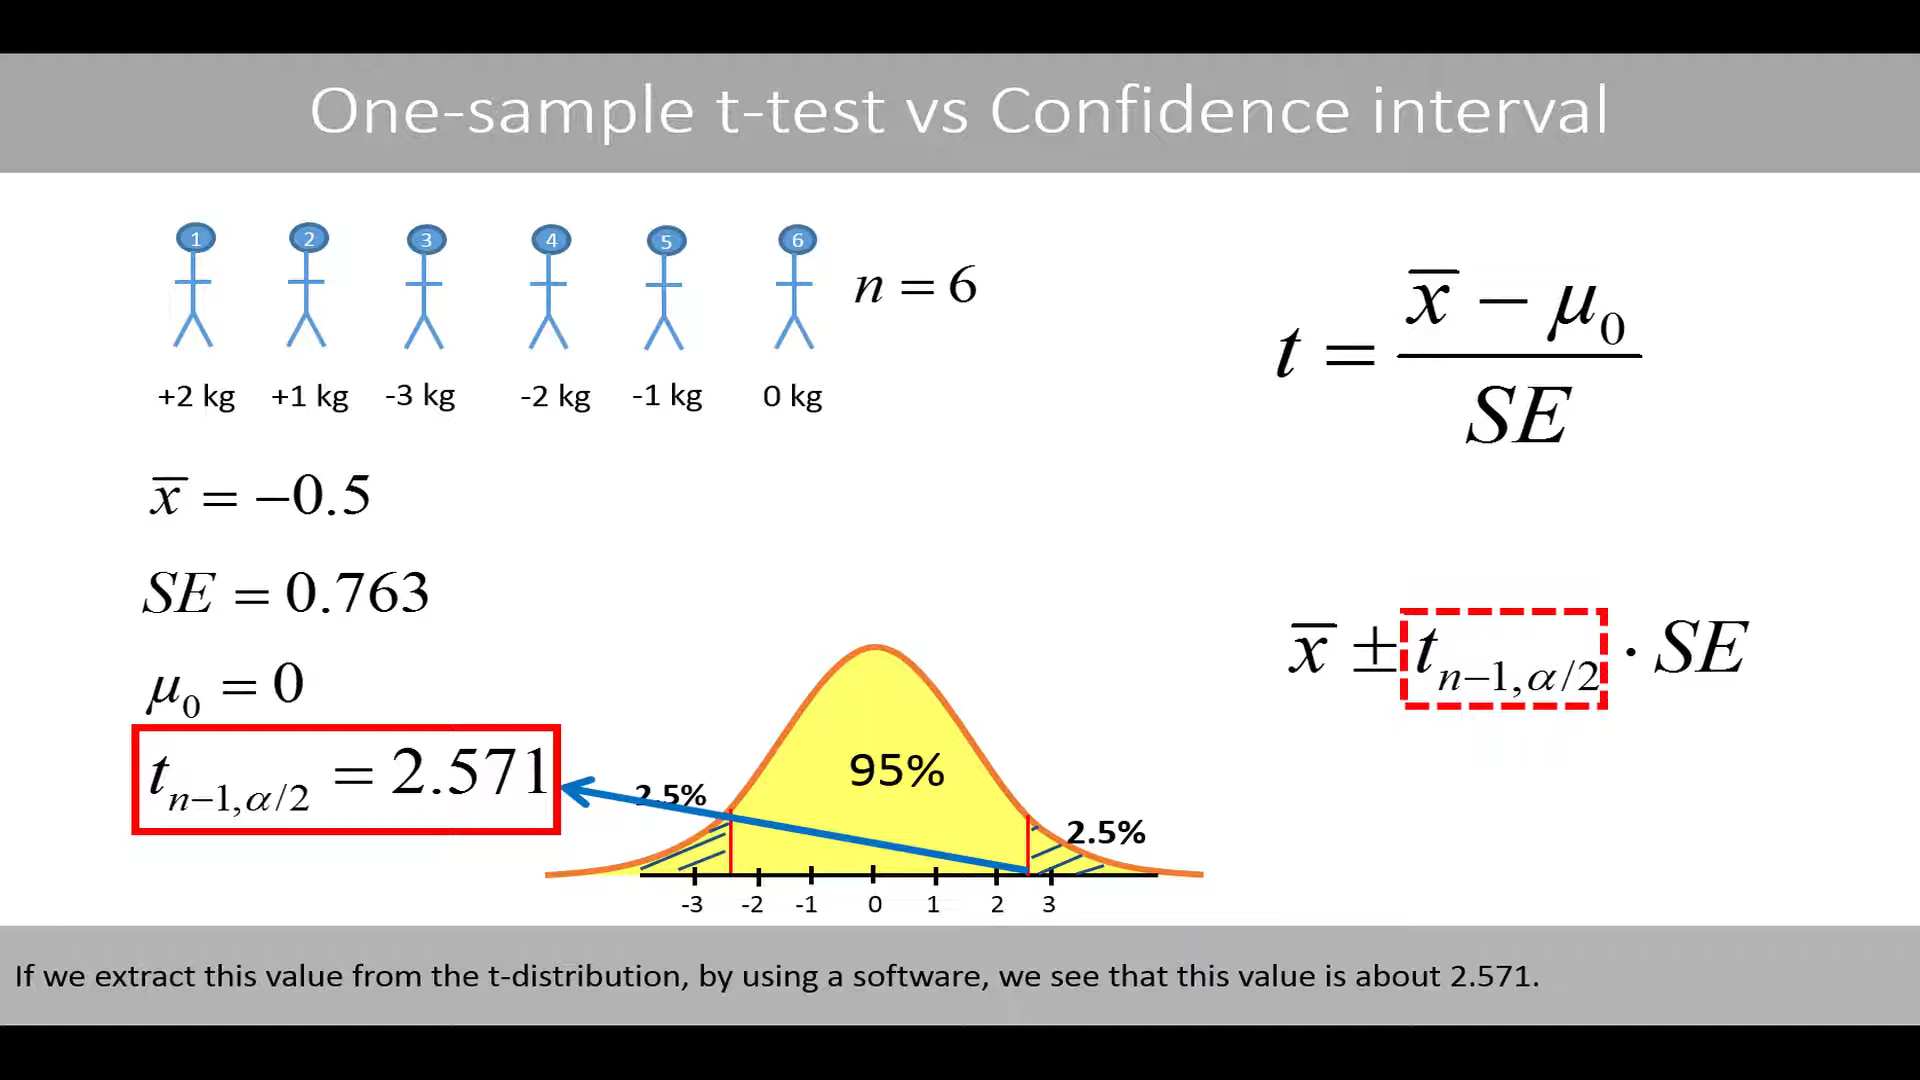 One-sample t-test vs Confidence interval
1 2 3 4 5 6
n = 6
+2 kg +1 kg -3 kg -2 kg -1 kg 0 kg
t = (x̄ − μ₀) / SE
x̄ = −0.5
SE = 0.763
μ₀ = 0
x̄ ± tₙ₋₁,α/2 · SE
tₙ₋₁,α/2 = 2.571
2.5%
95%
2.5%
-3 -2 -1 0 1 2 3
If we extract this value from the t-distribution, by using a software, we see that this value is about 2.571.